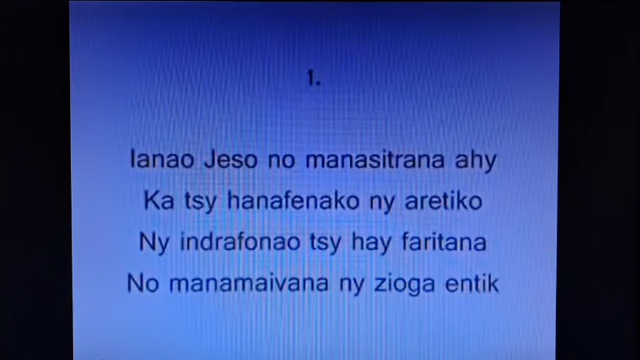 1.
Ianao Jeso no manasitrana ahy
Ka tsy hanafenako ny aretiko
Ny indrafonao tsy hay faritana
No manamaivana ny zioga entik